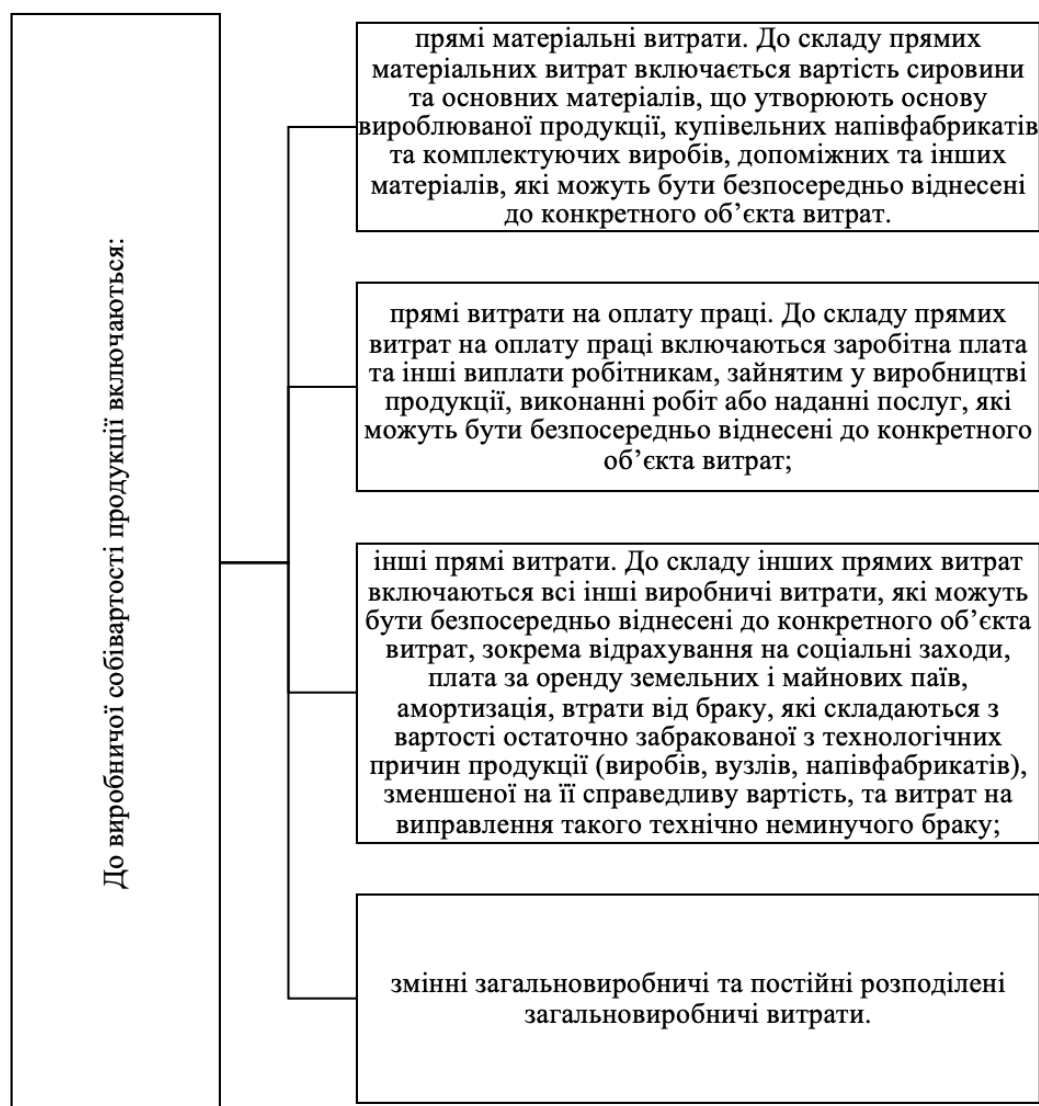 До виробничої собівартості продукції включаються:
прямі матеріальні витрати. До складу прямих
матеріальних витрат включається вартість сировини
та основних матеріалів, що утворюють основу
вироблюваної продукції, купівельних напівфабрикатів
та комплектуючих виробів, допоміжних та інших
матеріалів, які можуть бути безпосередньо віднесені
до конкретного об’єкта витрат.
прямі витрати на оплату праці. До складу прямих
витрат на оплату праці включаються заробітна плата
та інші виплати робітникам, зайнятим у виробництві
продукції, виконанні робіт або наданні послуг, які
можуть бути безпосередньо віднесені до конкретного
об’єкта витрат;
інші прямі витрати. До складу інших прямих витрат
включаються всі інші виробничі витрати, які можуть
бути безпосередньо віднесені до конкретного об’єкта
витрат, зокрема відрахування на соціальні заходи,
плата за оренду земельних і майнових паїв,
амортизація, втрати від браку, які складаються з
вартості остаточно забракованої з технологічних
причин продукції (виробів, вузлів, напівфабрикатів),
зменшеної на її справедливу вартість, та витрат на
виправлення такого технічно неминучого браку;
змінні загальновиробничі та постійні розподілені
загальновиробничі витрати.